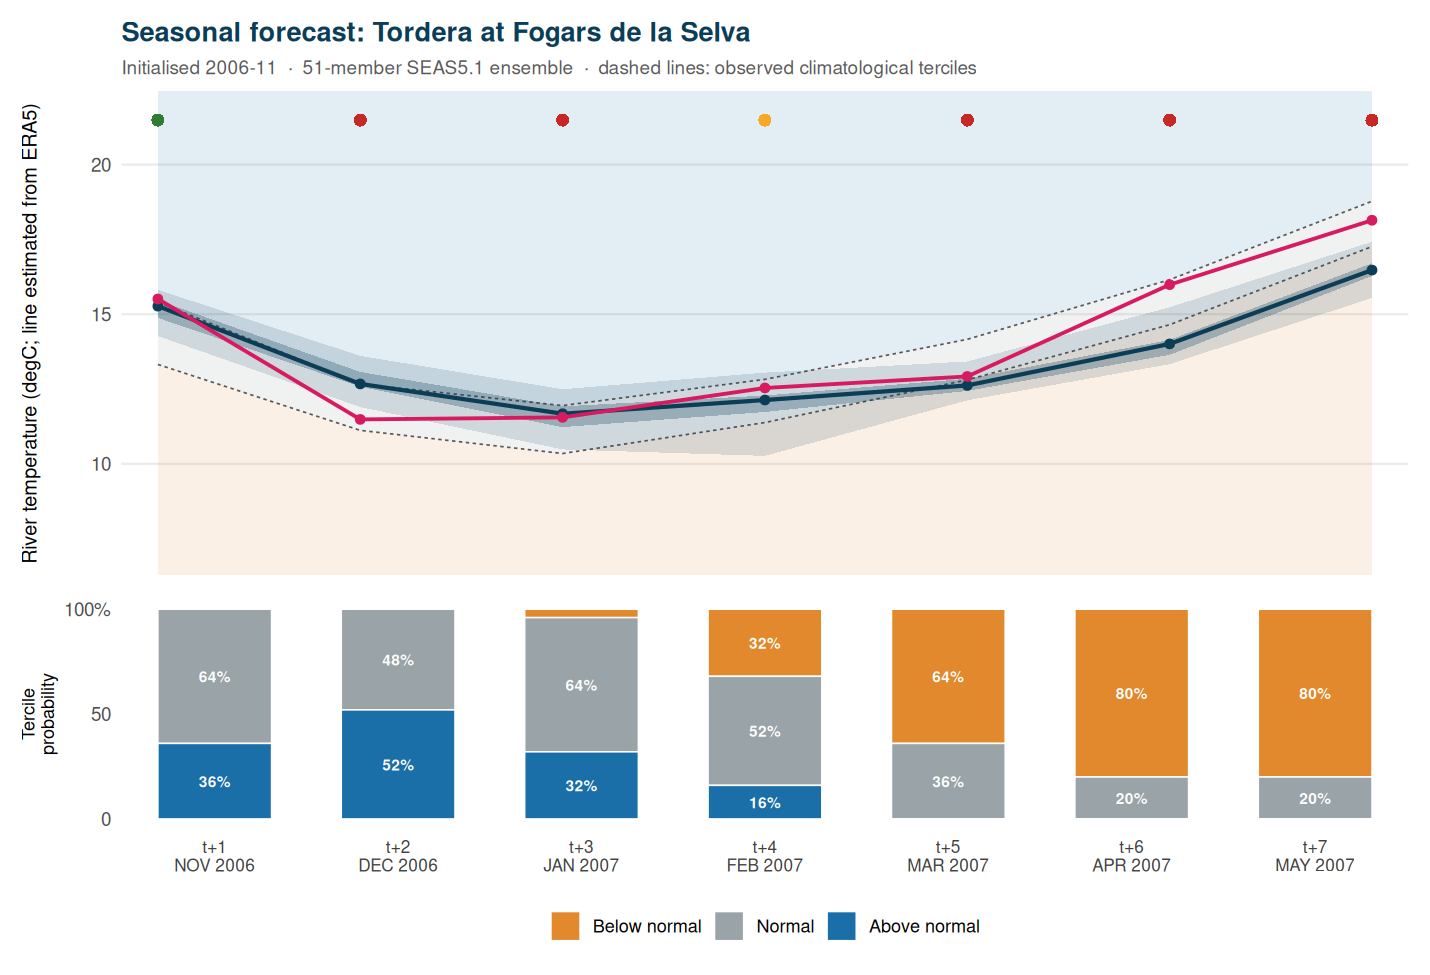 Seasonal forecast: Tordera at Fogars de la Selva
Initialised 2006-11 · 51-member SEAS5.1 ensemble · dashed lines: observed climatological terciles
River temperature (degC; line estimated from ERA5)
20
15
10
Tercile
probability
100%
50
0
64%
36%
48%
52%
64%
32%
32%
52%
16%
64%
36%
80%
20%
80%
20%
t+1
NOV 2006
t+2
DEC 2006
t+3
JAN 2007
t+4
FEB 2007
t+5
MAR 2007
t+6
APR 2007
t+7
MAY 2007
Below normal
Normal
Above normal